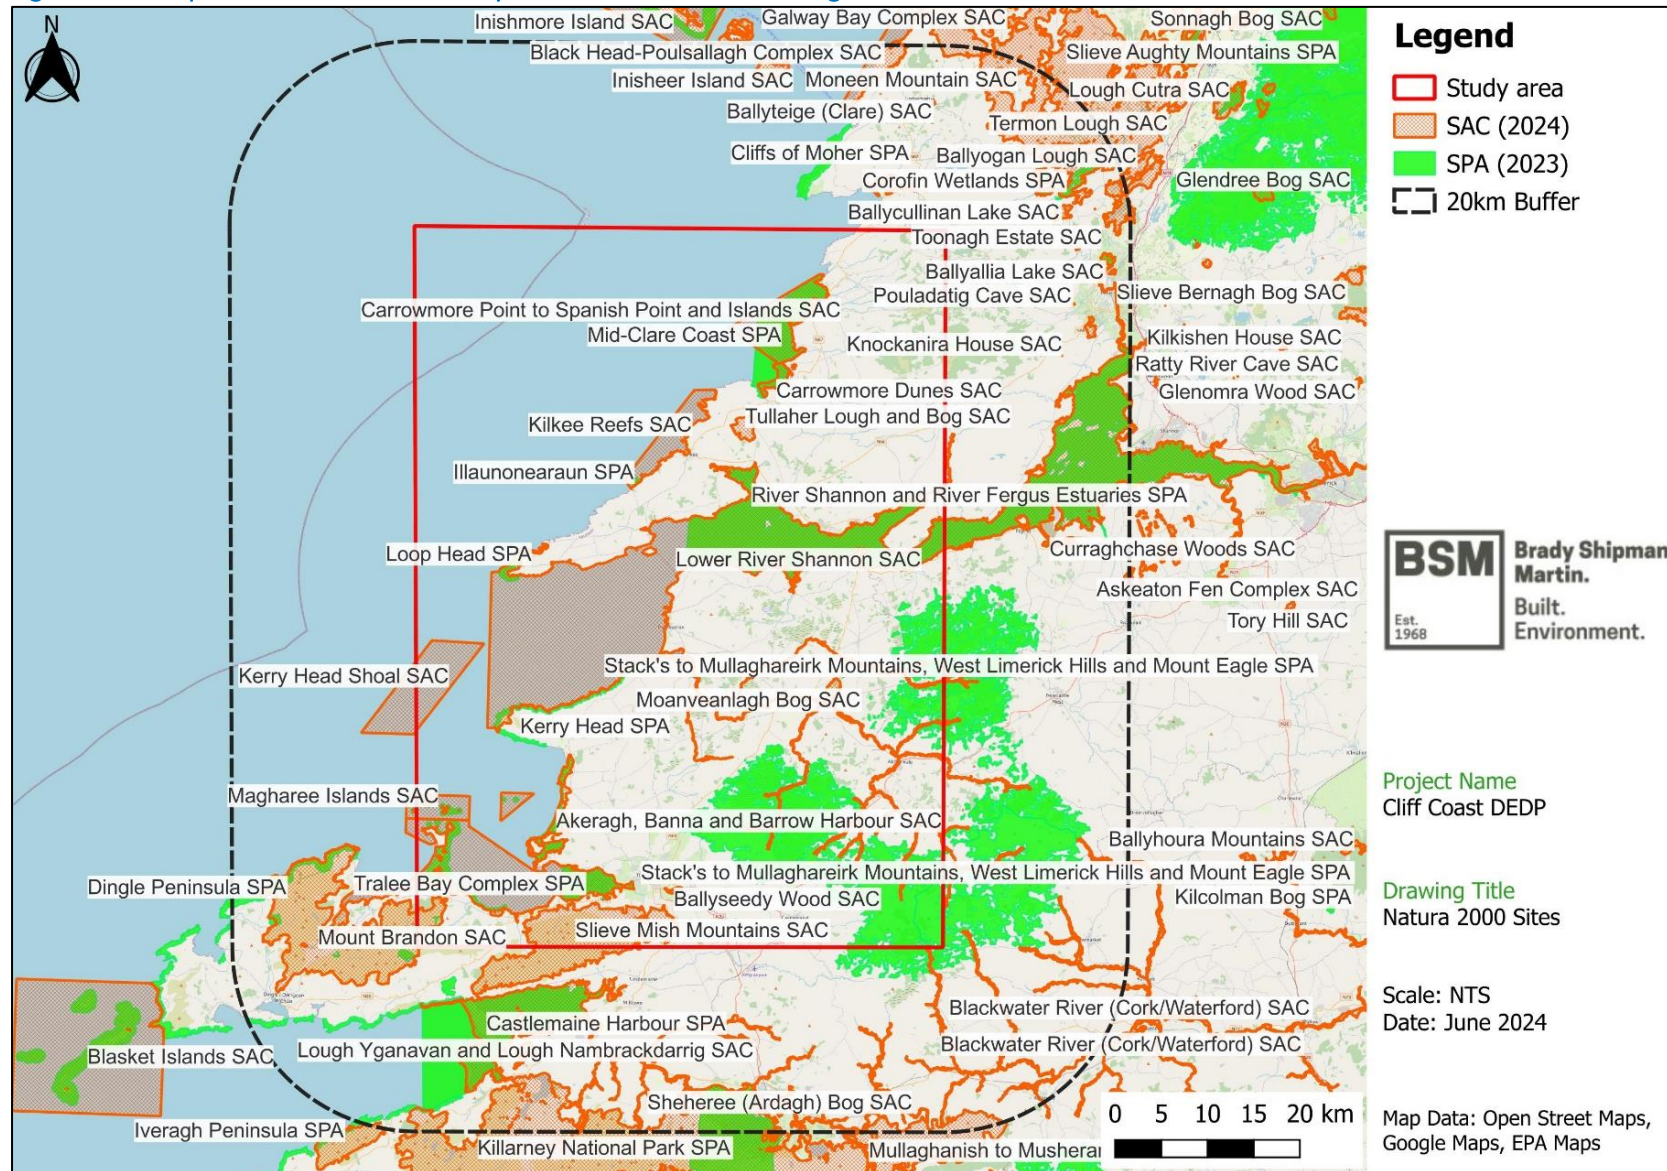 N
Inishmore Island SAC
Galway Bay Complex SAC
Sonnagh Bog SAC
Black Head-Poulsallagh Complex SAC
Slieve Aughty Mountains SPA
Inisheer Island SAC
Moneen Mountain SAC
Lough Cutra SAC
Ballyteige (Clare) SAC
Termon Lough SAC
Cliffs of Moher SPA
Ballyogan Lough SAC
Corofin Wetlands SPA
Glendree Bog SAC
Ballycullinan Lake SAC
Toonagh Estate SAC
Ballyallia Lake SAC
Pouladatig Cave SAC
Slieve Bernagh Bog SAC
Carrowmore Point to Spanish Point and Islands SAC
Mid-Clare Coast SPA
Knockanira House SAC
Kilkishen House SAC
Ratty River Cave SAC
Carrowmore Dunes SAC
Glenomra Wood SAC
Tullaher Lough and Bog SAC
Kilkee Reefs SAC
Illaunonearaun SPA
River Shannon and River Fergus Estuaries SPA
Loop Head SPA
Lower River Shannon SAC
Curraghchase Woods SAC
Askeaton Fen Complex SAC
Tory Hill SAC
Stack's to Mullaghareirk Mountains, West Limerick Hills and Mount Eagle SPA
Kerry Head Shoal SAC
Moanveanlagh Bog SAC
Kerry Head SPA
Magharee Islands SAC
Akeragh, Banna and Barrow Harbour SAC
Ballyhoura Mountains SAC
Stack's to Mullaghareirk Mountains, West Limerick Hills and Mount Eagle SPA
Dingle Peninsula SPA
Tralee Bay Complex SPA
Ballyseedy Wood SAC
Kilcolman Bog SPA
Mount Brandon SAC
Slieve Mish Mountains SAC
Blackwater River (Cork/Waterford) SAC
Castlemaine Harbour SPA
Blackwater River (Cork/Waterford) SAC
Lough Yganavan and Lough Nambrackdarrig SAC
Blasket Islands SAC
Sheheree (Ardagh) Bog SAC
Iveragh Peninsula SPA
Killarney National Park SPA
Mullaghanish to Mushera
0 5 10 15 20 km
Legend
Study area
SAC (2024)
SPA (2023)
20km Buffer
BSM
Est.
1968
Brady Shipman
Martin.
Built.
Environment.
Project Name
Cliff Coast DEDP
Drawing Title
Natura 2000 Sites
Scale: NTS
Date: June 2024
Map Data: Open Street Maps,
Google Maps, EPA Maps